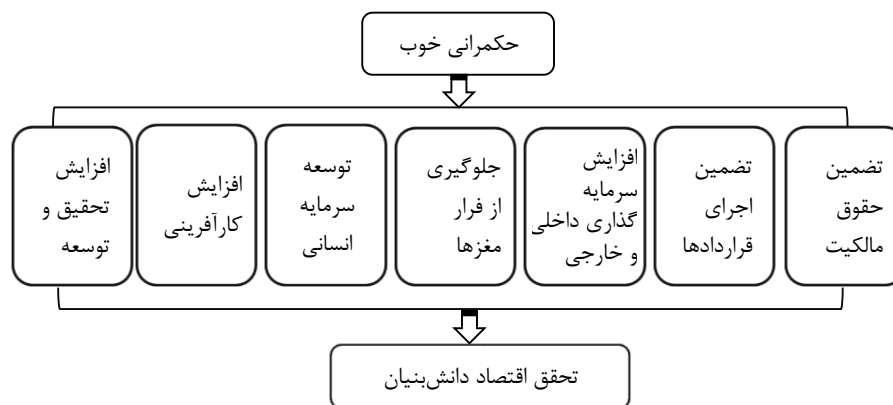 حکمرانی خوب
تضمین
حقوق
مالکیت
تضمین
اجرای
قراردادها
افزایش
سرمایه
گذاری داخلی
و خارجی
جلوگیری
از فرار
مغزها
توسعه
سرمایه
انسانی
افزایش
کارآفرینی
افزایش
تحقیق و
توسعه
تحقق اقتصاد دانش‌بنیان